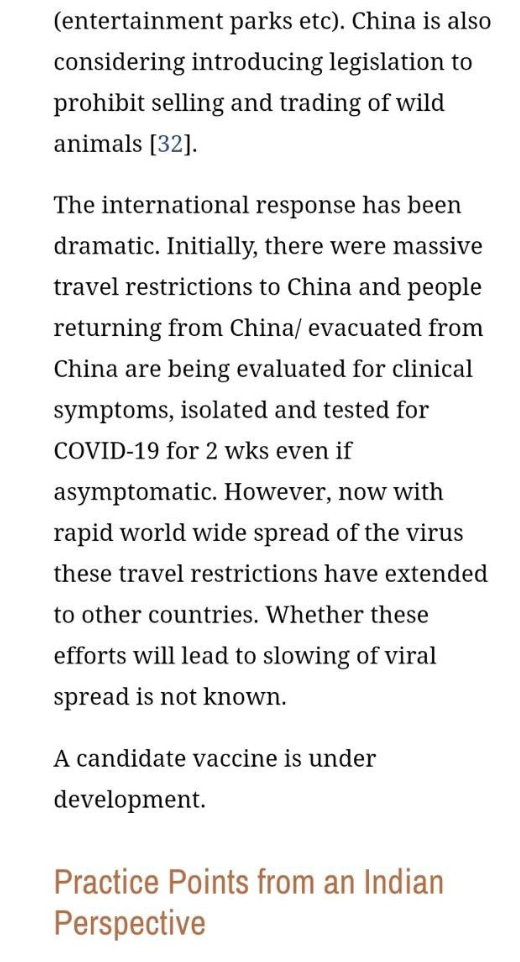 (entertainment parks etc). China is also
considering introducing legislation to
prohibit selling and trading of wild
animals [32].
The international response has been
dramatic. Initially, there were massive
travel restrictions to China and people
returning from China/ evacuated from
China are being evaluated for clinical
symptoms, isolated and tested for
COVID-19 for 2 wks even if
asymptomatic. However, now with
rapid world wide spread of the virus
these travel restrictions have extended
to other countries. Whether these
efforts will lead to slowing of viral
spread is not known.
A candidate vaccine is under
development.
Practice Points from an Indian
Perspective